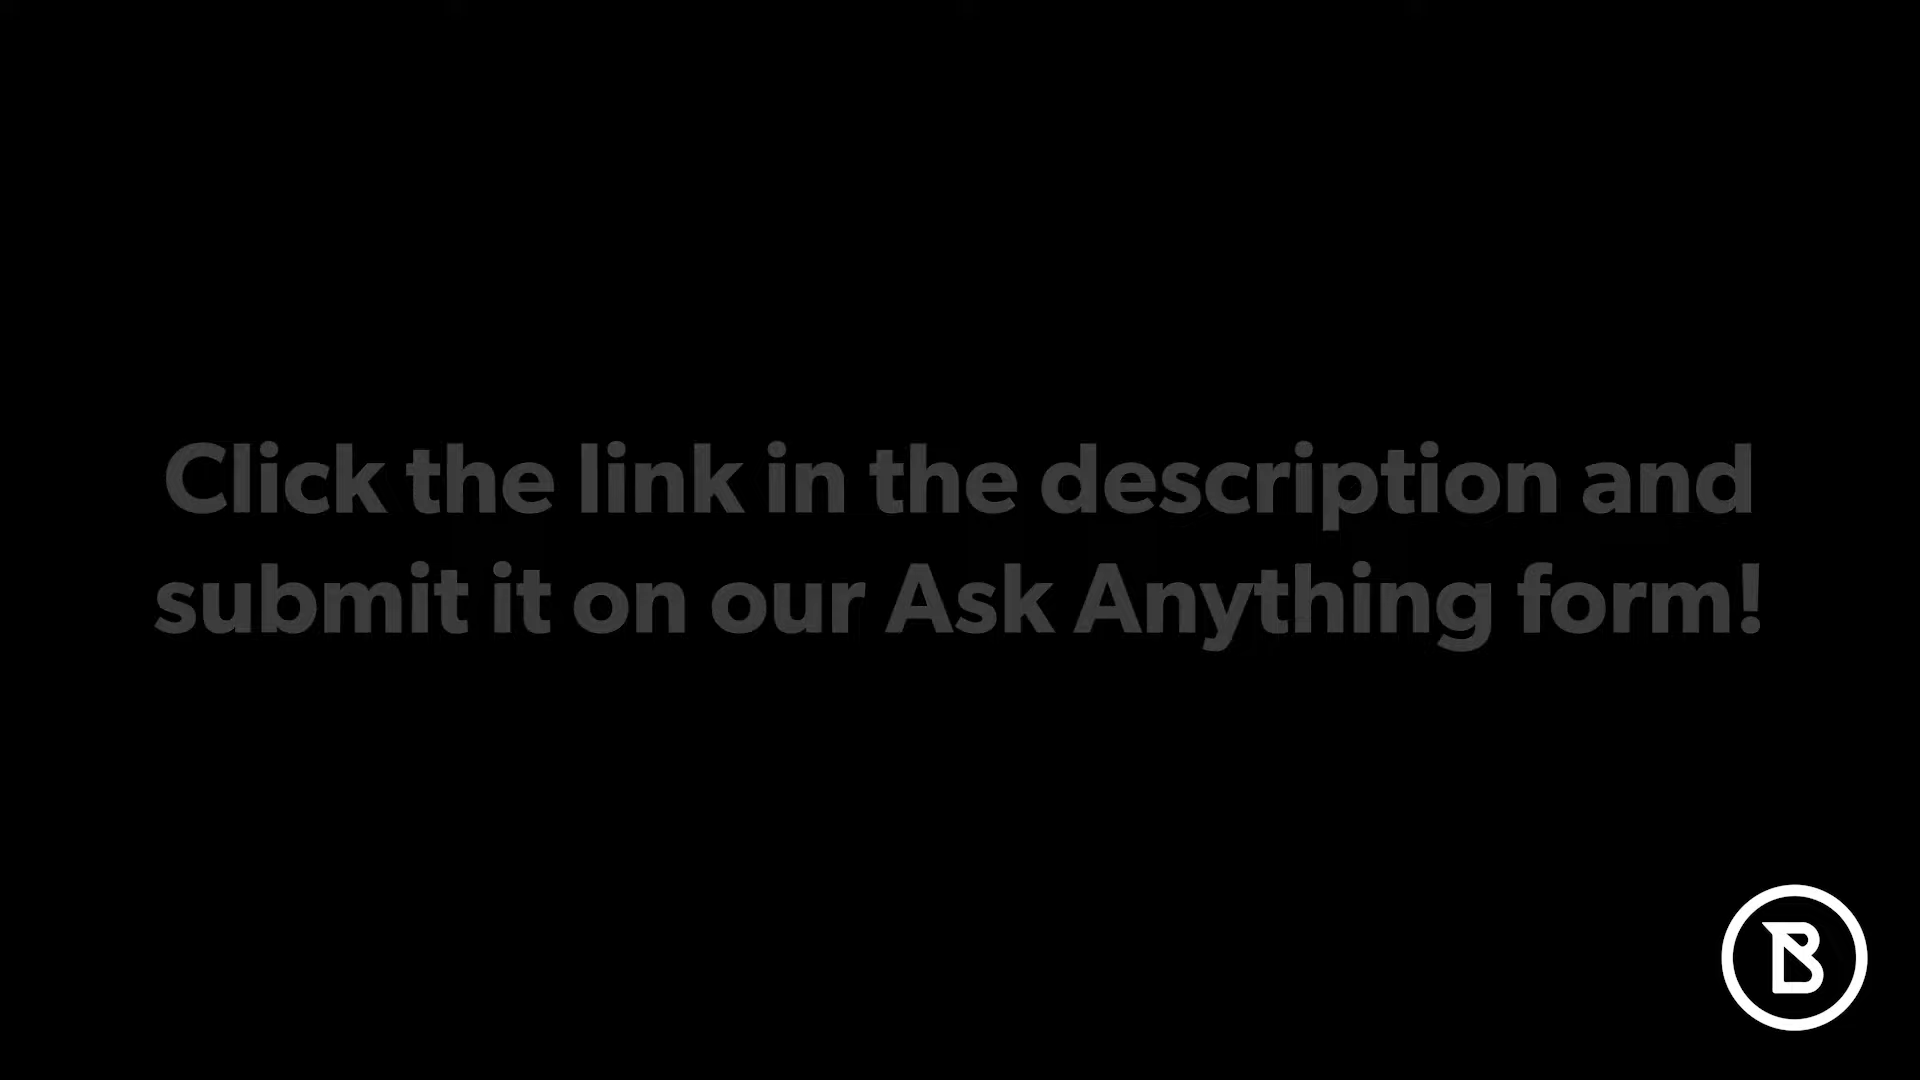 Click the link in the description and
submit it on our Ask Anything form!
B